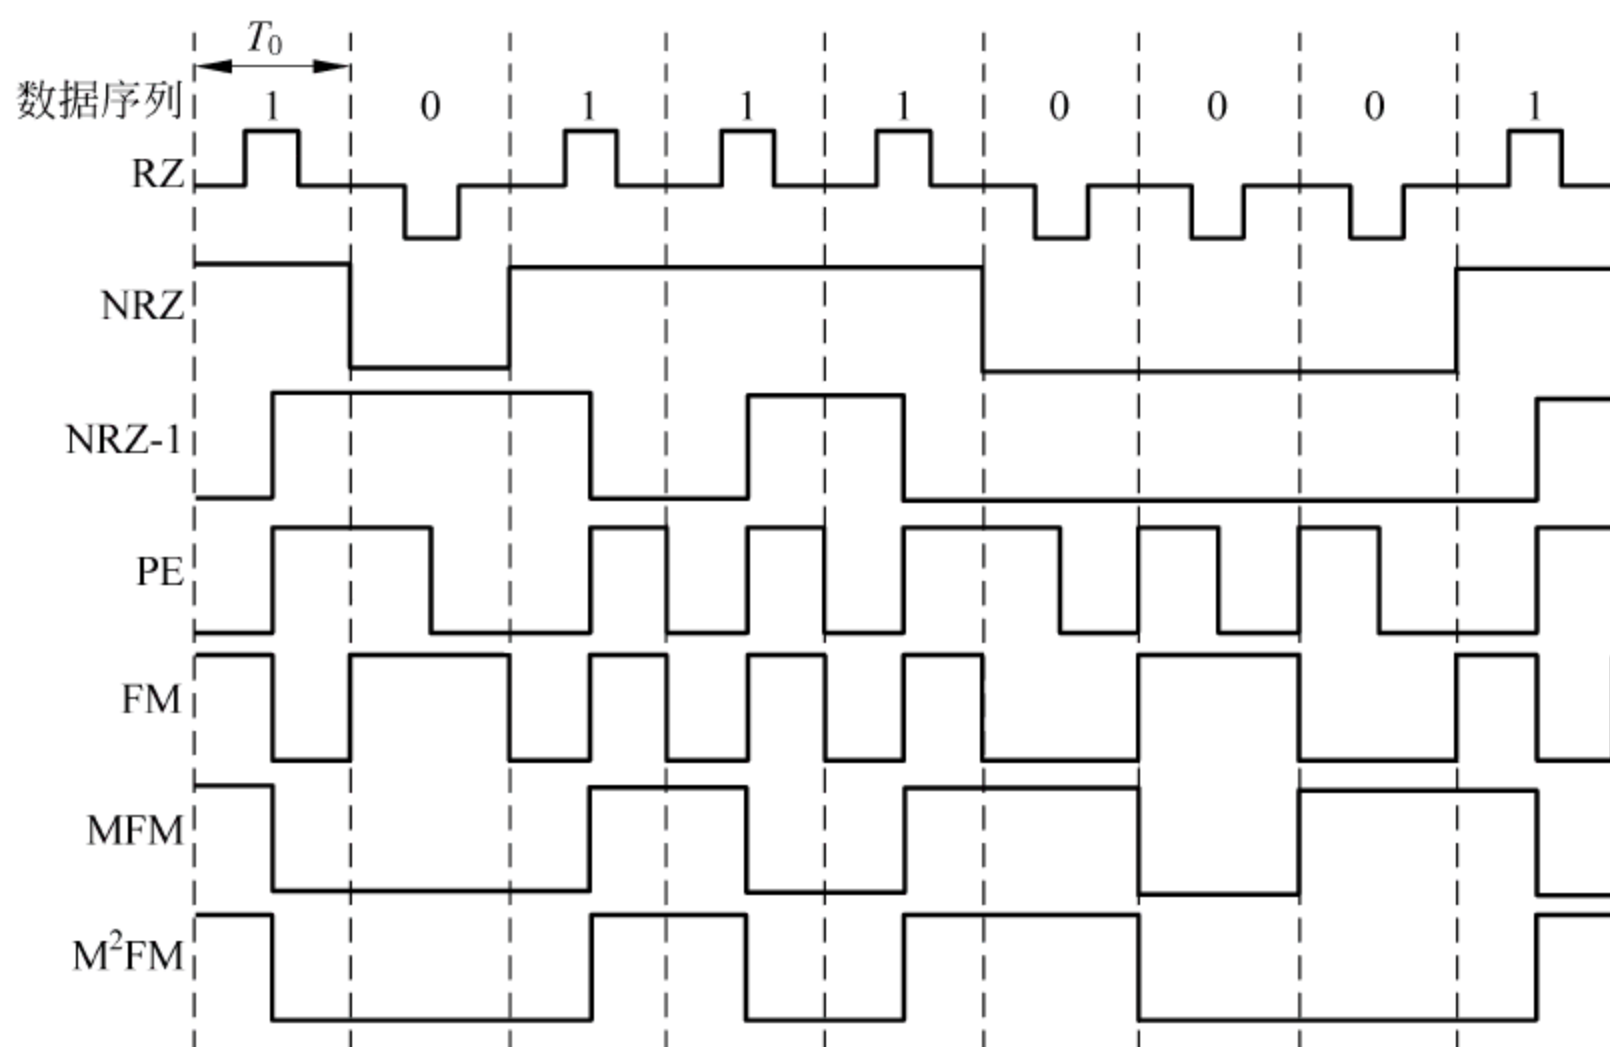 T₀
数据序列 1 0 1 1 1 0 0 0 1
RZ
NRZ
NRZ-1
PE
FM
MFM
M²FM